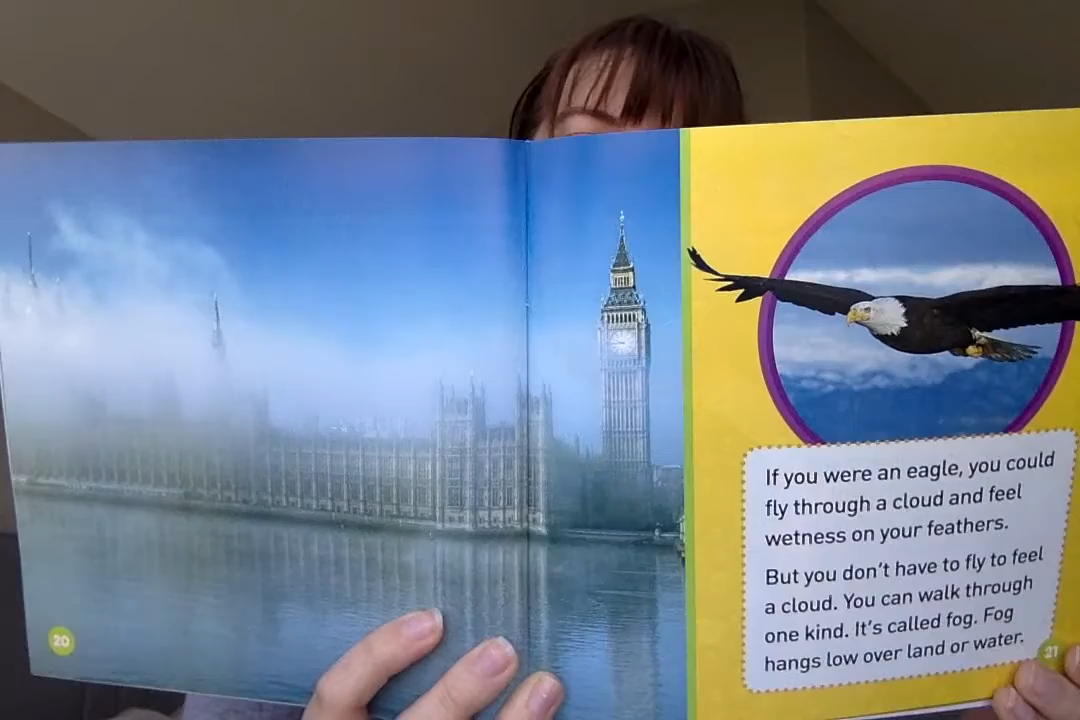 If you were an eagle, you could
fly through a cloud and feel
wetness on your feathers.
But you don't have to fly to feel
a cloud. You can walk through
one kind. It's called fog. Fog
hangs low over land or water.
20
21